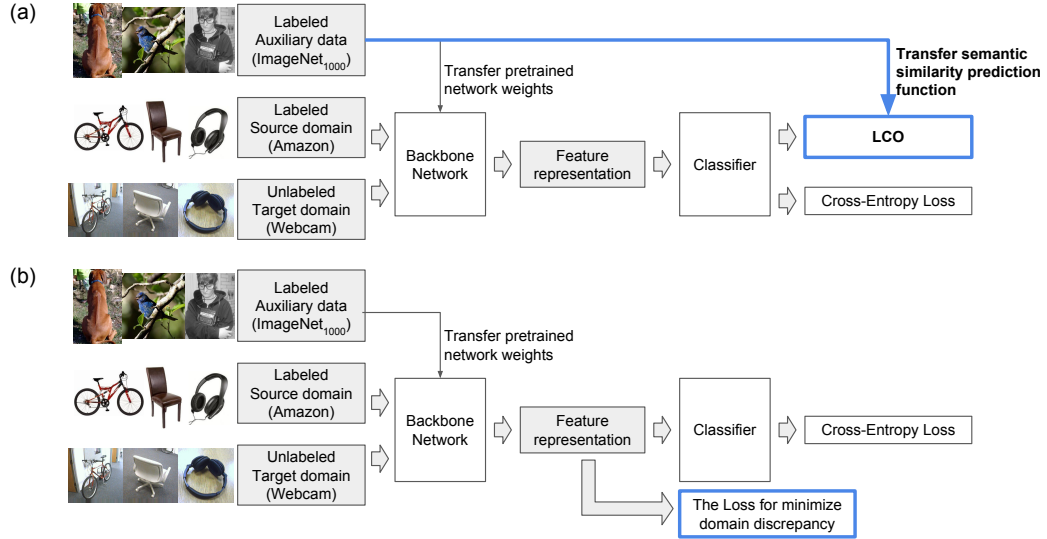 (a)
Labeled
Auxiliary data
(ImageNet1000)
Transfer pretrained
network weights
Transfer semantic
similarity prediction
function
Labeled
Source domain
(Amazon)
Unlabeled
Target domain
(Webcam)
Backbone
Network
Feature
representation
Classifier
LCO
Cross-Entropy Loss
(b)
Labeled
Auxiliary data
(ImageNet1000)
Transfer pretrained
network weights
Labeled
Source domain
(Amazon)
Unlabeled
Target domain
(Webcam)
Backbone
Network
Feature
representation
Classifier
Cross-Entropy Loss
The Loss for minimize
domain discrepancy